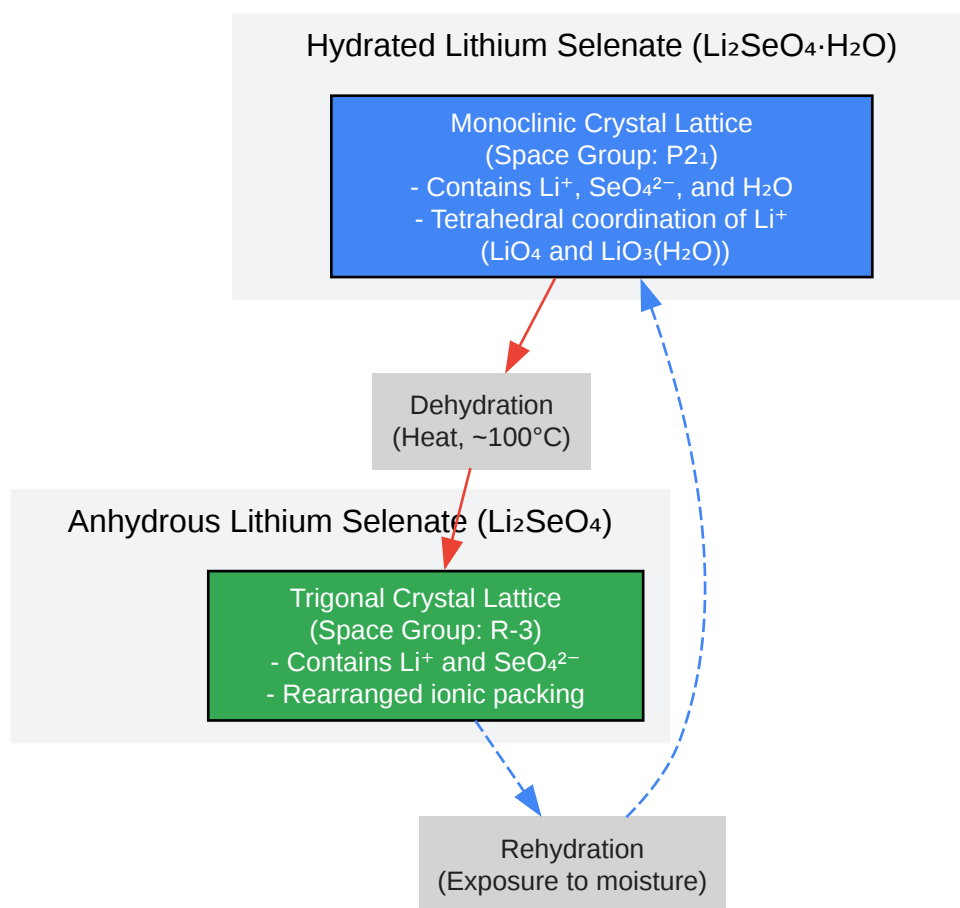 Hydrated Lithium Selenate (Li₂SeO₄·H₂O)
Monoclinic Crystal Lattice
(Space Group: P2₁)
- Contains Li⁺, SeO₄²⁻, and H₂O
- Tetrahedral coordination of Li⁺
(LiO₄ and LiO₃(H₂O))
Dehydration
(Heat, ~100°C)
Anhydrous Lithium Selenate (Li₂SeO₄)
Trigonal Crystal Lattice
(Space Group: R-3)
- Contains Li⁺ and SeO₄²⁻
- Rearranged ionic packing
Rehydration
(Exposure to moisture)